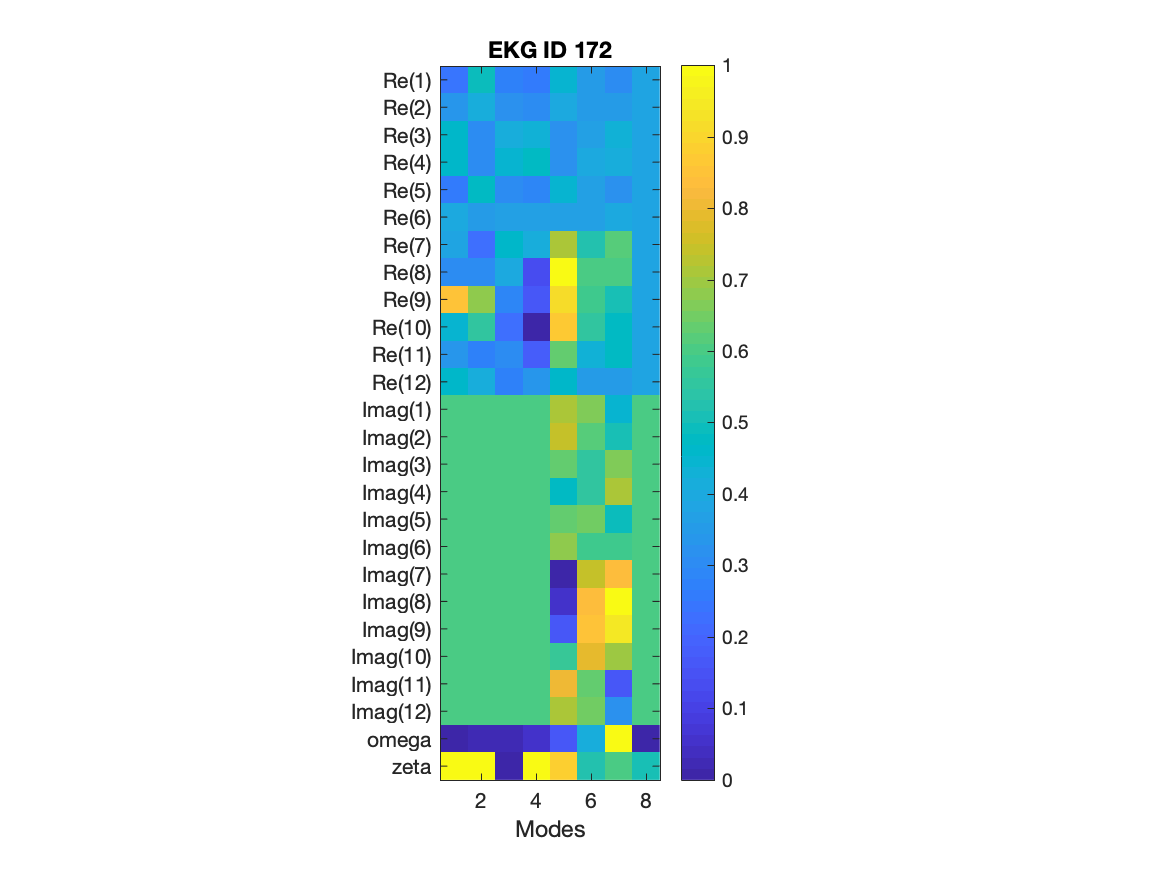 EKG ID 172
Re(1)
Re(2)
Re(3)
Re(4)
Re(5)
Re(6)
Re(7)
Re(8)
Re(9)
Re(10)
Re(11)
Re(12)
Imag(1)
Imag(2)
Imag(3)
Imag(4)
Imag(5)
Imag(6)
Imag(7)
Imag(8)
Imag(9)
Imag(10)
Imag(11)
Imag(12)
omega
zeta
2 4 6 8
Modes
1
0.9
0.8
0.7
0.6
0.5
0.4
0.3
0.2
0.1
0